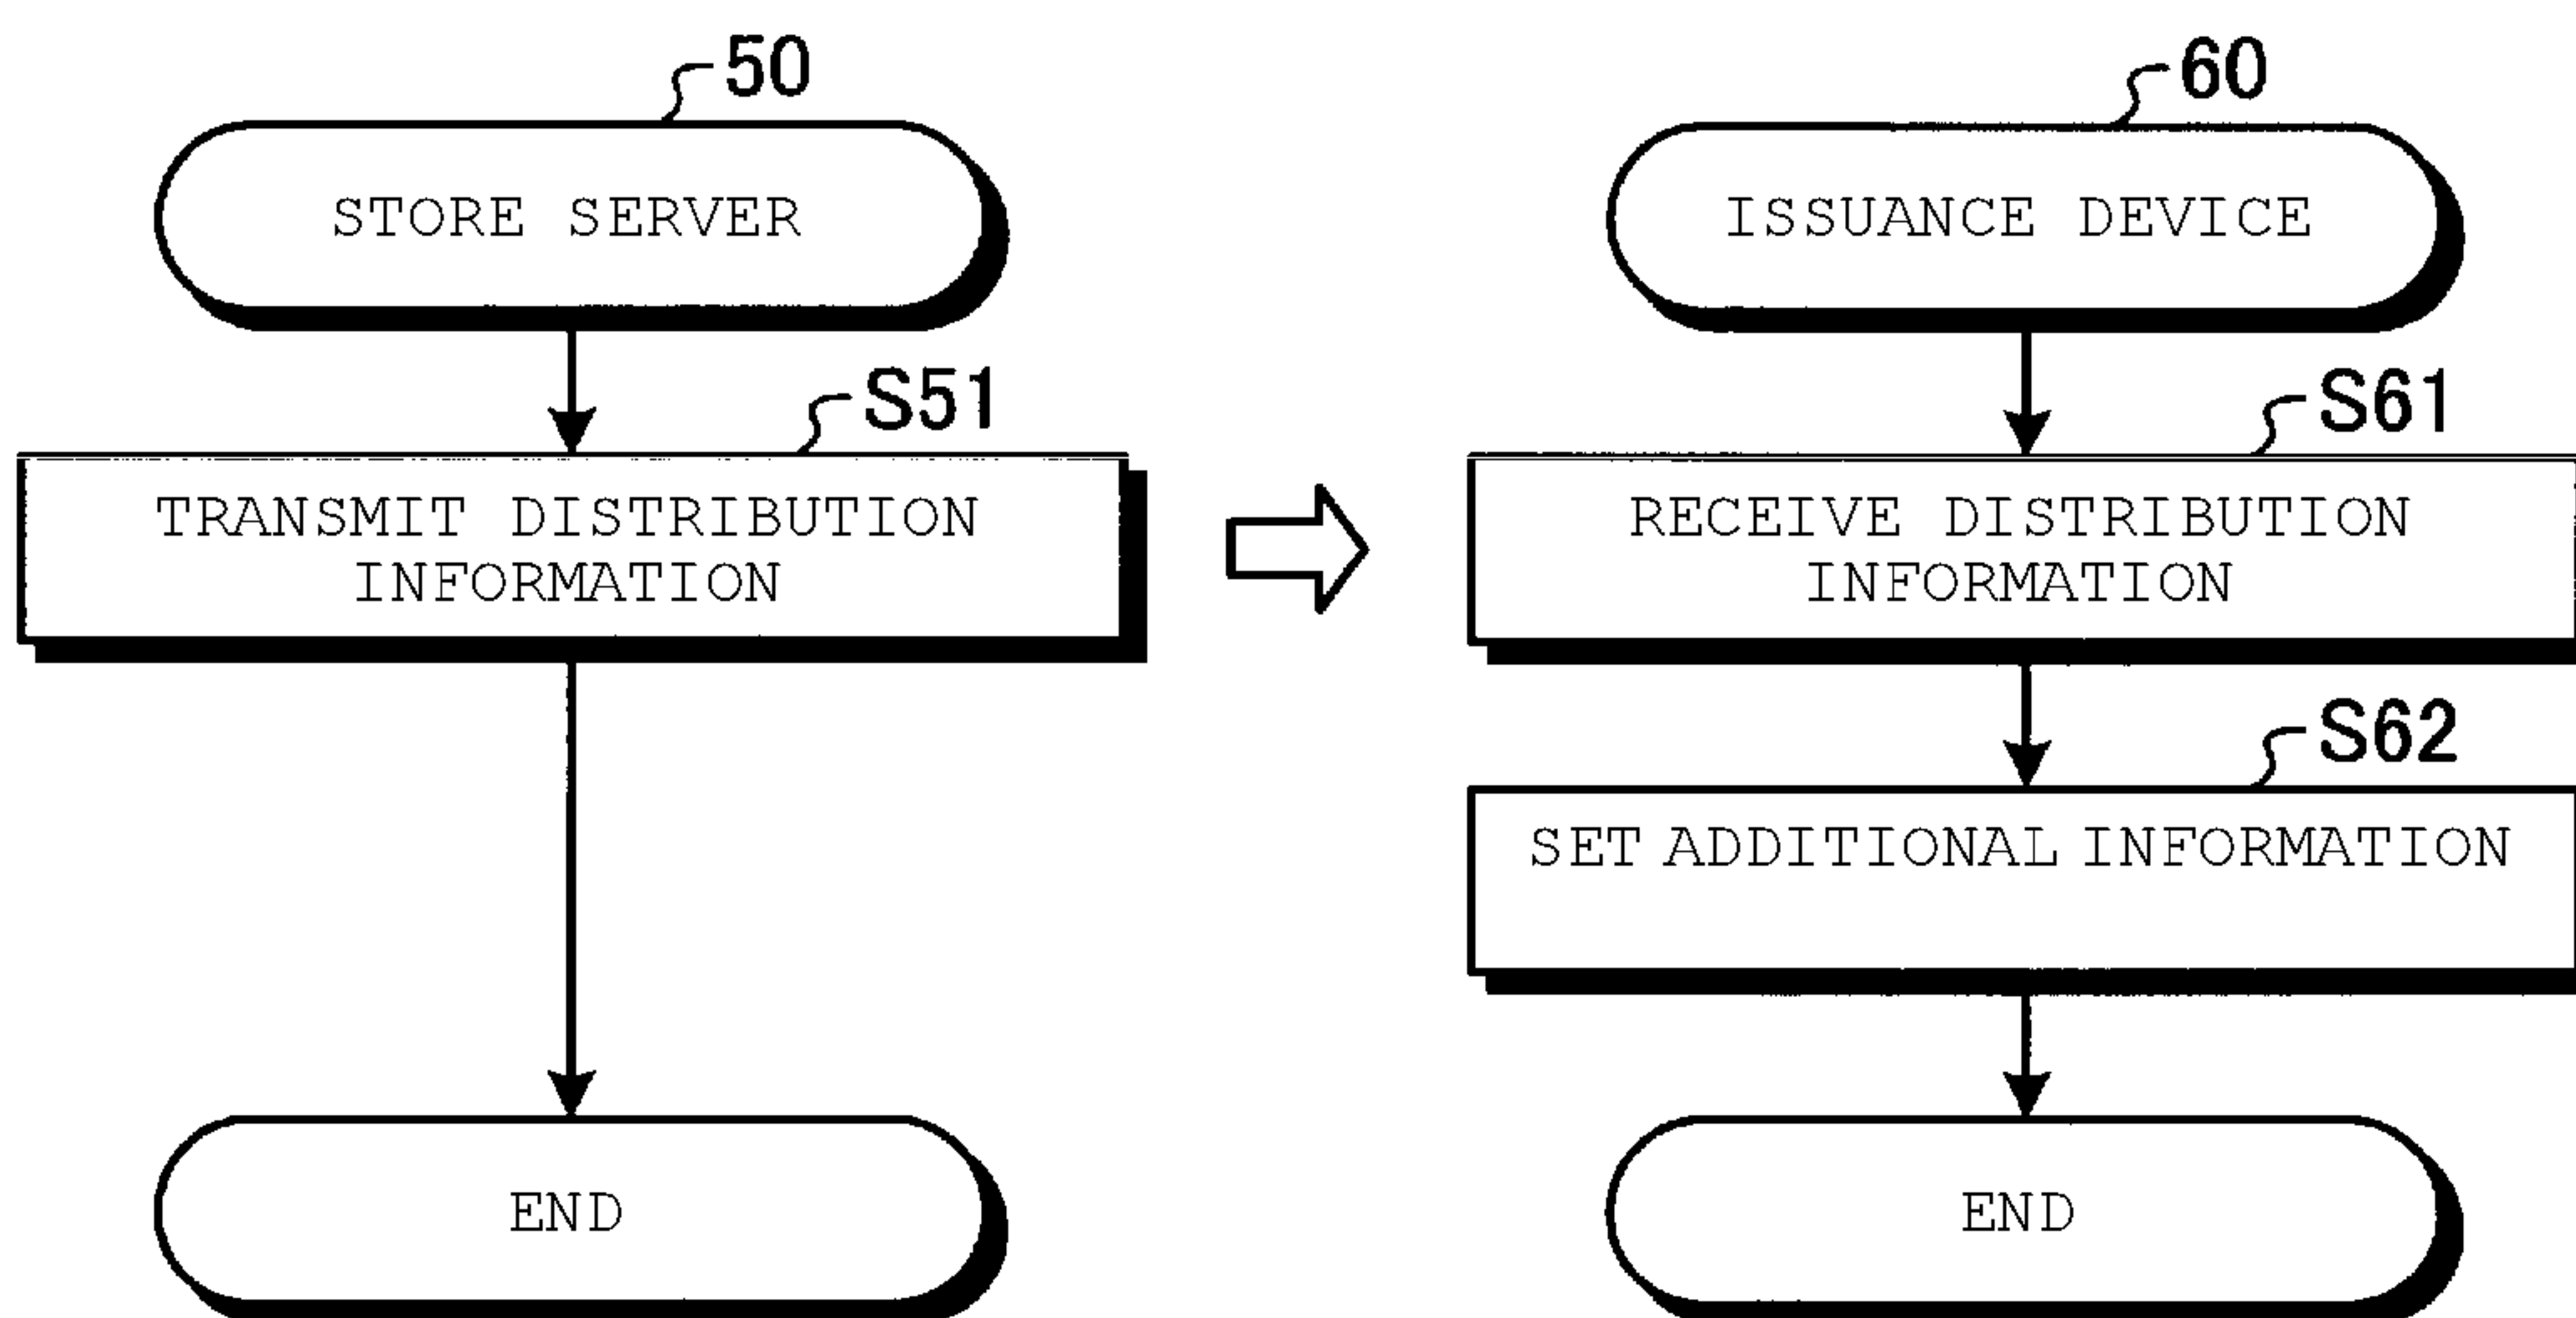 50
STORE SERVER
S51
TRANSMIT DISTRIBUTION
INFORMATION
END
60
ISSUANCE DEVICE
S61
RECEIVE DISTRIBUTION
INFORMATION
S62
SET ADDITIONAL INFORMATION
END